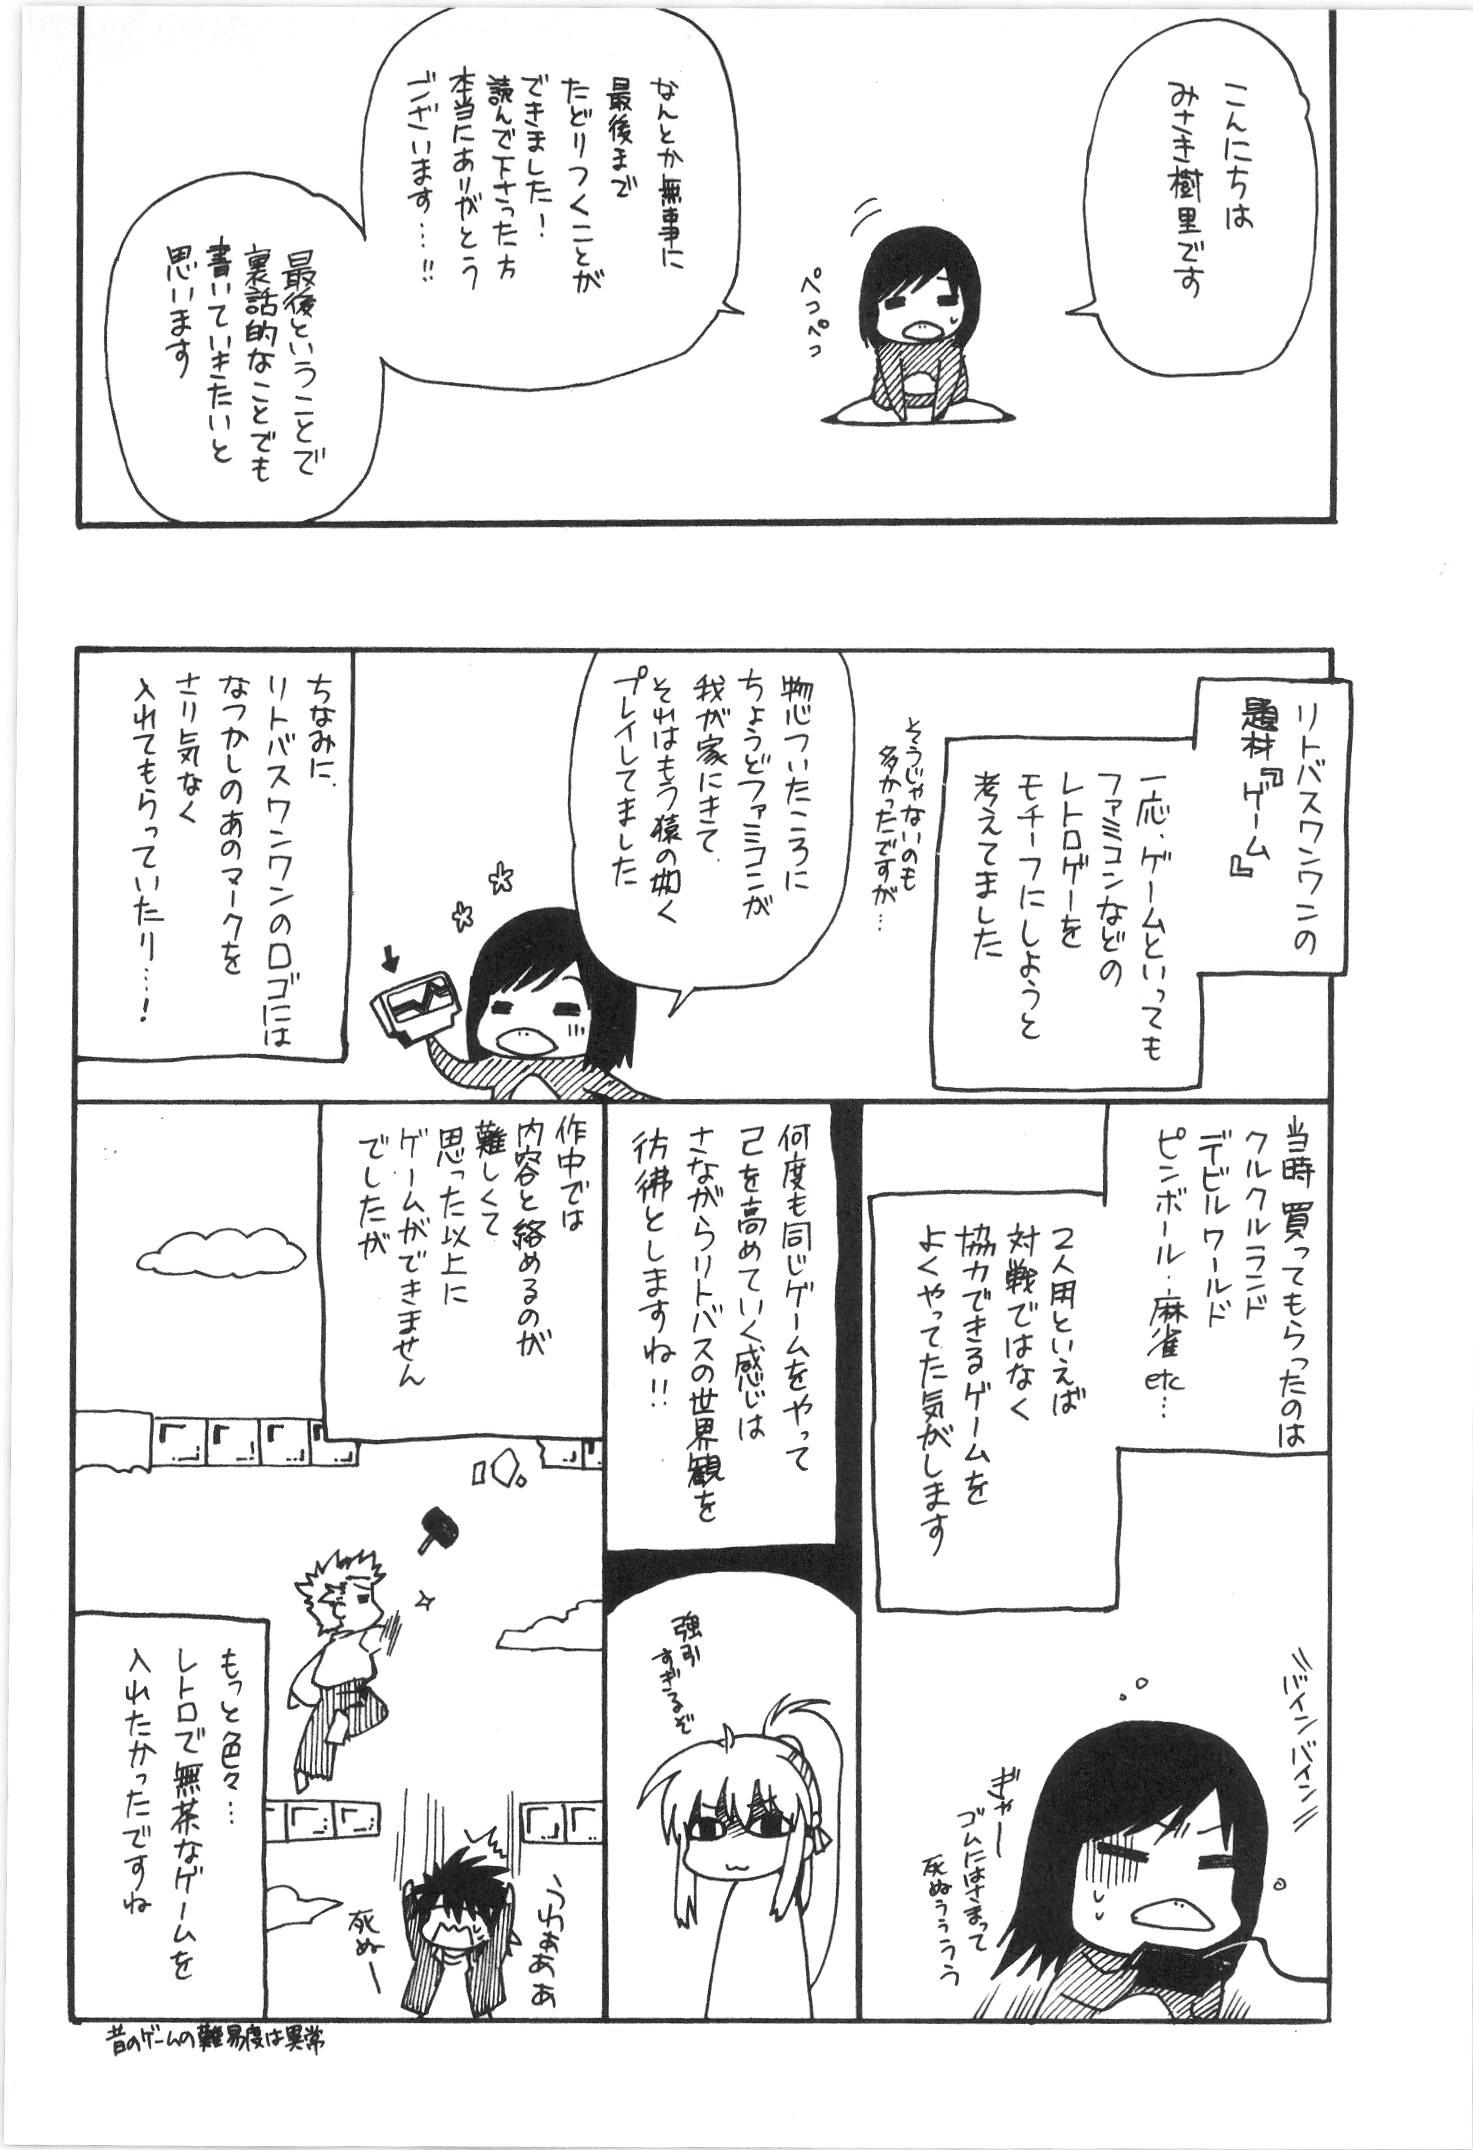 こんにちは
みさき樹里です
ペコペコ
なんとか無事に
最後まで
たどりつくことが
できました!
読んで下さった方
本当にありがとう
ございます…!!
最後ということで
裏話的なことでも
書いていきたいと
思います
リトバスワンワンの
題材『ゲーム』
一応、ゲームといっても
ファミコンなどの
レトロゲーを
モチーフにしようと
考えてました
そうじゃないのも
多かったですが…
物心ついたころに
ちょうどファミコンが
我が家にきて、
それはもう猿の如く
プレイしてました
ちなみに、
リトバスワンワンのロゴには
なつかしのあのマークを
さり気なく
入れてもらっていたり…!
当時買ってもらったのは
クルクルランド
デビルワールド
ピンボール、麻雀
etc…
2人用といえば
対戦ではなく
協力できるゲームを
よくやってた気がします
バインバイン
ぎゃー
ゴムにはさまって
死ぬぅぅぅぅ
何度も同じゲームをやって
己を高めていく感じは
さながらリトバスの世界観を
彷彿としますね!!
強引
すぎるぞ
作中では
内容と絡めるのが
難しくて
思った以上に
ゲームができません
でしたが
うわぁぁぁ
死ぬー
もっと色々…
レトロで無茶なゲームを
入れたかったですね
昔のゲームの難易度は異常